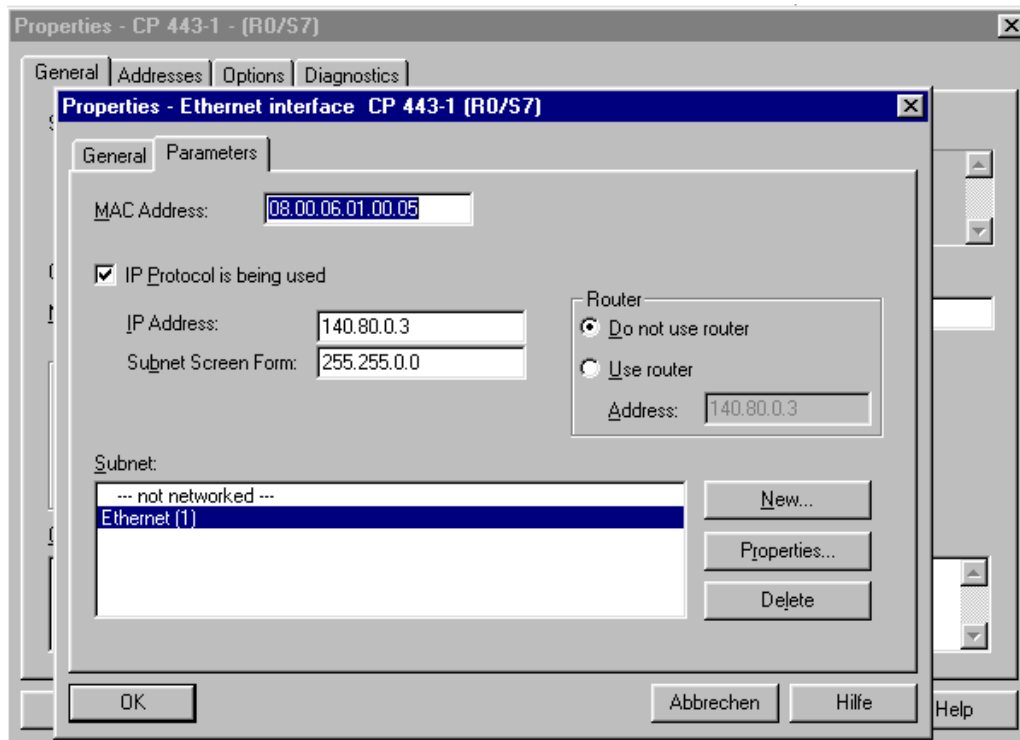 Properties - CP 443-1 - (R0/S7)
General Addresses Options Diagnostics
Properties - Ethernet interface CP 443-1 (R0/S7)
General Parameters
MAC Address: 08.00.06.01.00.05
IP Protocol is being used
IP Address: 140.80.0.3
Subnet Screen Form: 255.255.0.0
Router
Do not use router
Use router
Address: 140.80.0.3
Subnet:
--- not networked ---
Ethernet (1)
New...
Properties...
Delete
OK Abbrechen Hilfe
Help